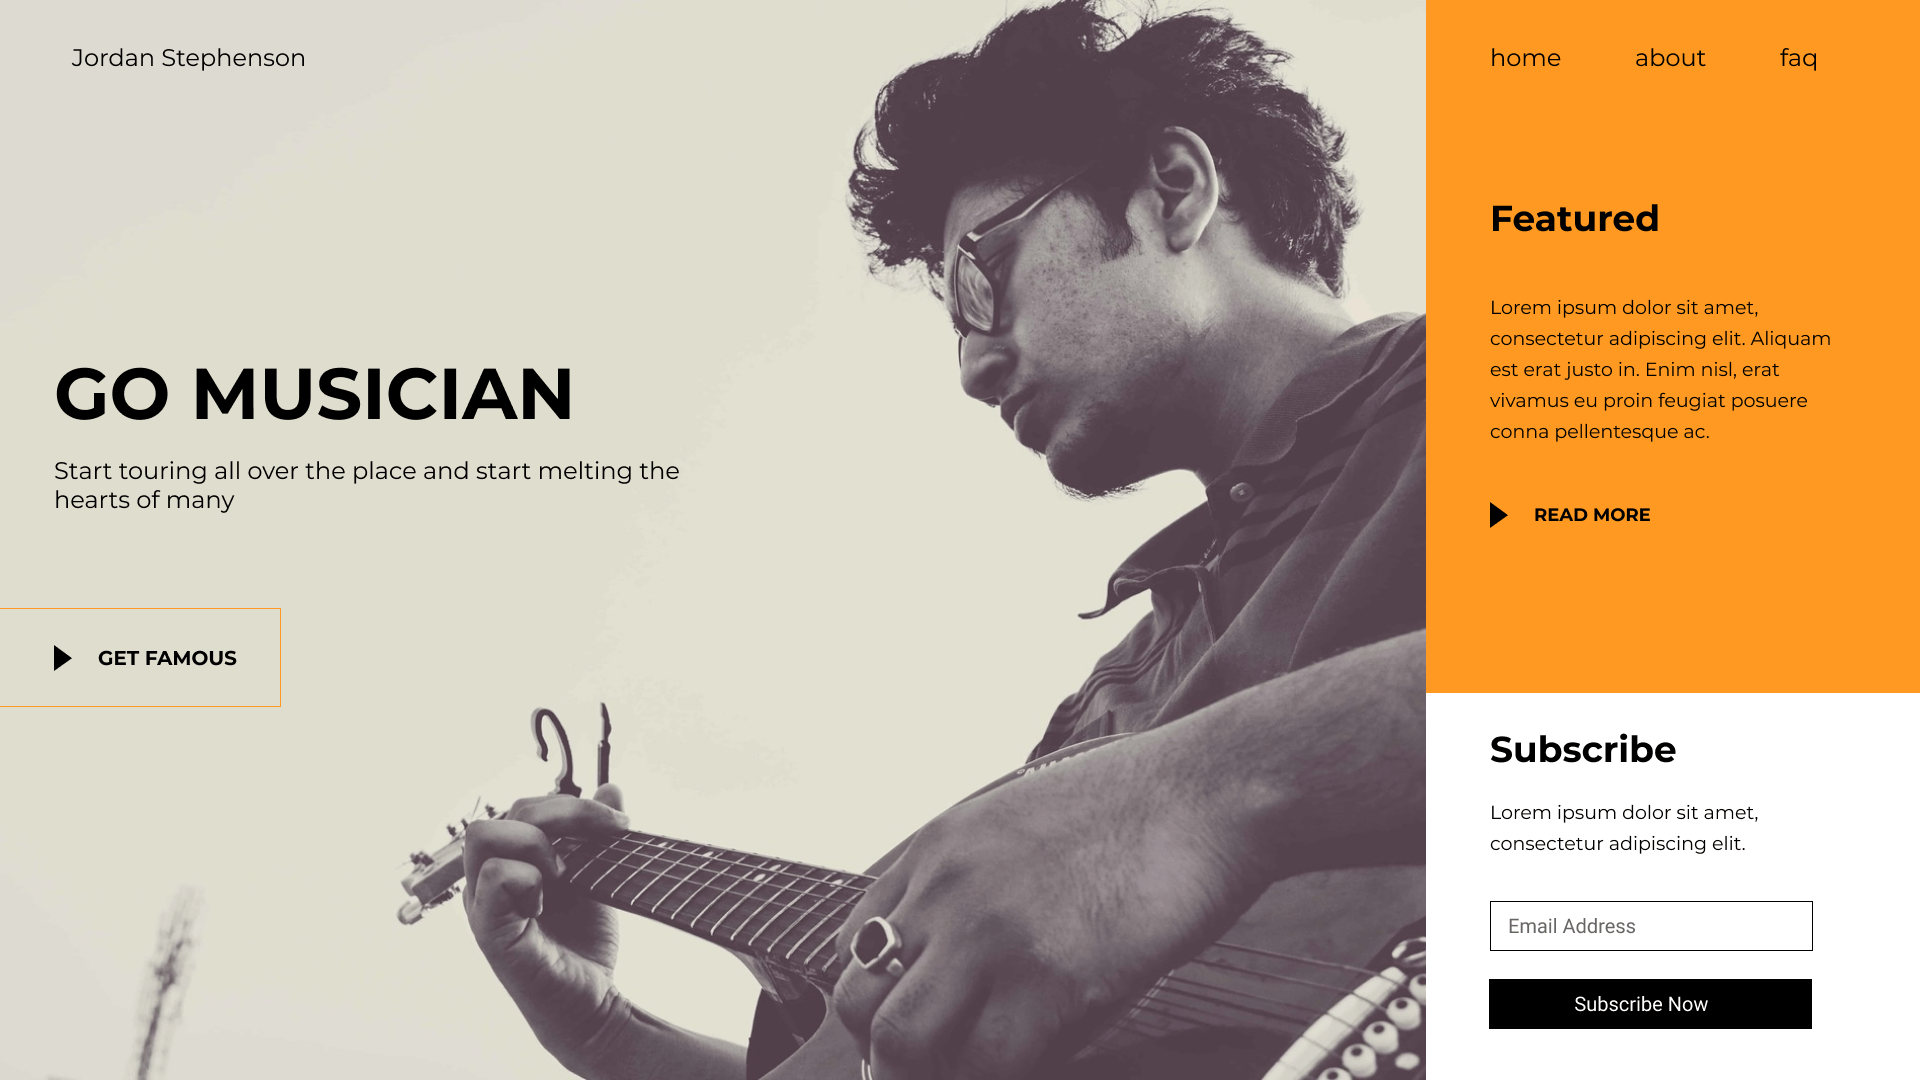 Jordan Stephenson
home about faq
GO MUSICIAN
Start touring all over the place and start melting the
hearts of many
GET FAMOUS
Featured
Lorem ipsum dolor sit amet,
consectetur adipiscing elit. Aliquam
est erat justo in. Enim nisl, erat
vivamus eu proin feugiat posuere
conna pellentesque ac.
READ MORE
Subscribe
Lorem ipsum dolor sit amet,
consectetur adipiscing elit.
Email Address
Subscribe Now